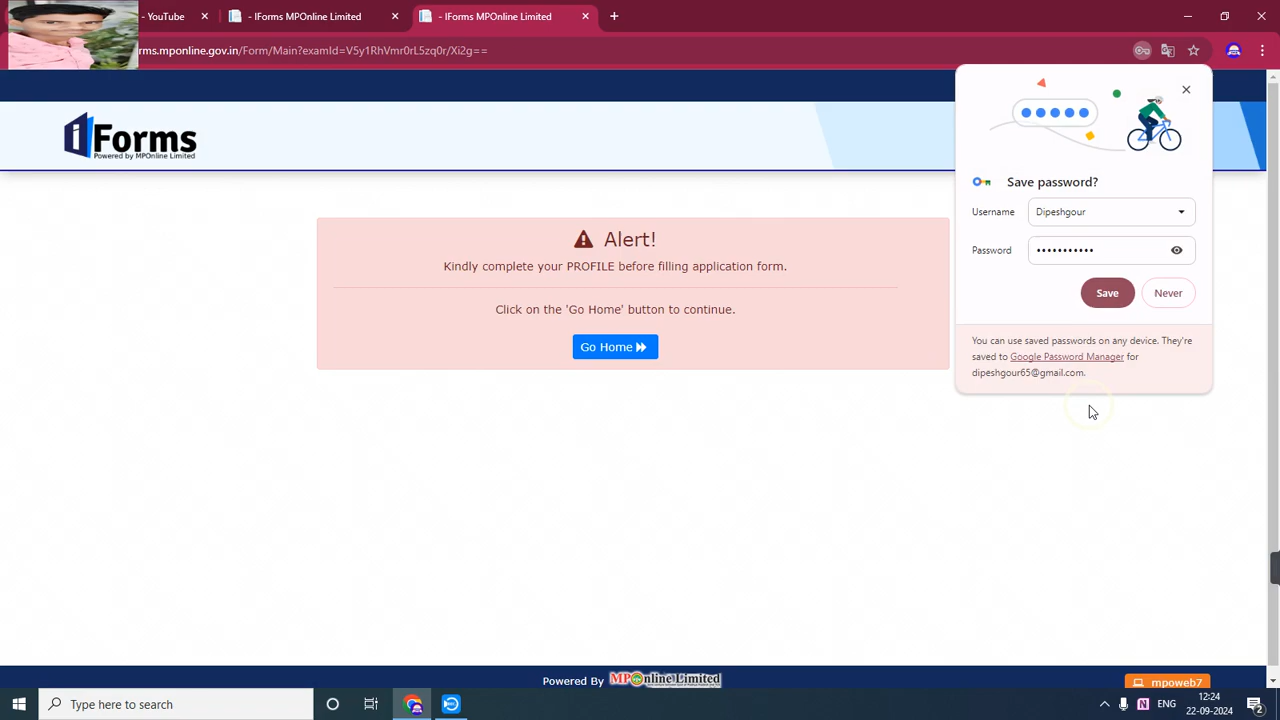 - YouTube
- IForms MPOnline Limited
- IForms MPOnline Limited
rms.mponline.gov.in/Form/Main?examId=V5y1RhVmr0rL5zq0r/Xi2g==
iForms
Powered by MPOnline Limited
Save password?
Username Dipeshgour
Password •••••••••••
Save Never
You can use saved passwords on any device. They're
saved to Google Password Manager for
dipeshgour65@gmail.com.
Alert!
Kindly complete your PROFILE before filling application form.
Click on the 'Go Home' button to continue.
Go Home
Powered By MPOnline Limited
mpoweb7
Type here to search
ENG
12:24
22-09-2024
2